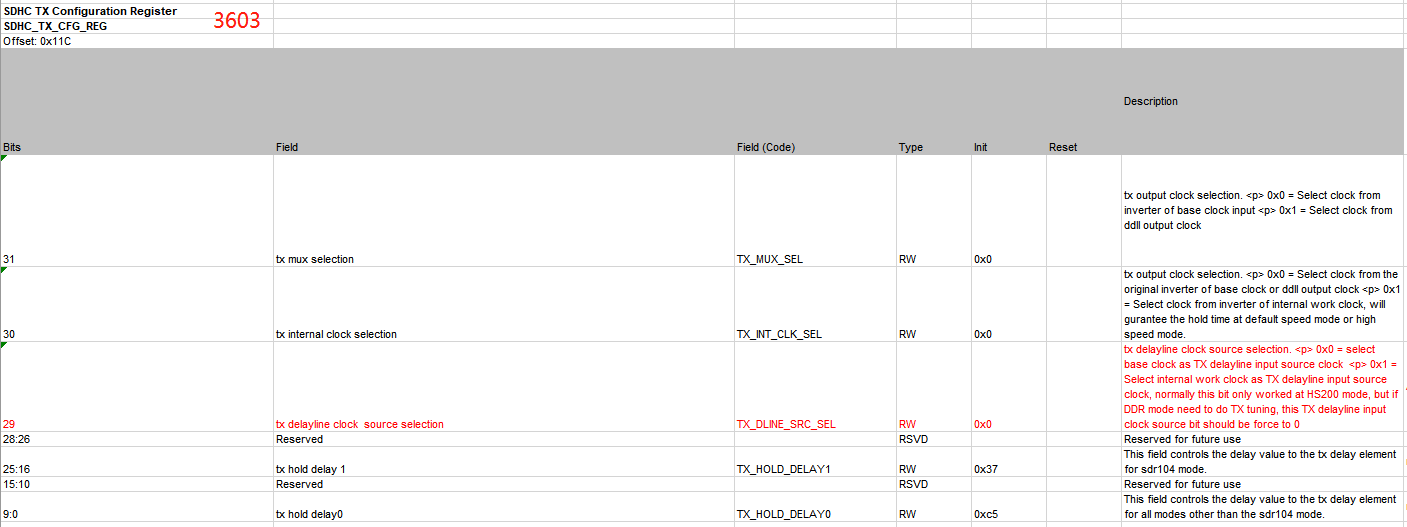 SDHC TX Configuration Register
SDHC_TX_CFG_REG
3603
Offset: 0x11C
Description
Bits Field Field (Code) Type Init Reset
tx output clock selection. <p> 0x0 = Select clock from
inverter of base clock input <p> 0x1 = Select clock from
ddll output clock
31 tx mux selection TX_MUX_SEL RW 0x0
tx output clock selection. <p> 0x0 = Select clock from the
original inverter of base clock or ddll output clock <p> 0x1
= Select clock from inverter of internal work clock, will
gurantee the hold time at default speed mode or high
speed mode.
30 tx internal clock selection TX_INT_CLK_SEL RW 0x0
tx delayline clock source selection. <p> 0x0 = select
base clock as TX delayline input source clock <p> 0x1 =
Select internal work clock as TX delayline input source
clock, normally this bit only worked at HS200 mode, but if
DDR mode need to do TX tuning, this TX delayline input
clock source bit should be force to 0
29 tx delayline clock source selection TX_DLINE_SRC_SEL RW 0x0
28:26 Reserved RSVD Reserved for future use
This field controls the delay value to the tx delay element
for sdr104 mode.
25:16 tx hold delay 1 TX_HOLD_DELAY1 RW 0x37
15:10 Reserved RSVD Reserved for future use
This field controls the delay value to the tx delay element
for all modes other than the sdr104 mode.
9:0 tx hold delay0 TX_HOLD_DELAY0 RW 0xc5